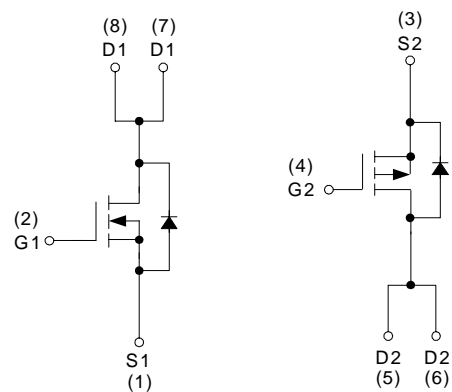 (8) (7)
D1 D1
(2)
G1
S1
(1)
(3)
S2
(4)
G2
D2 D2
(5) (6)